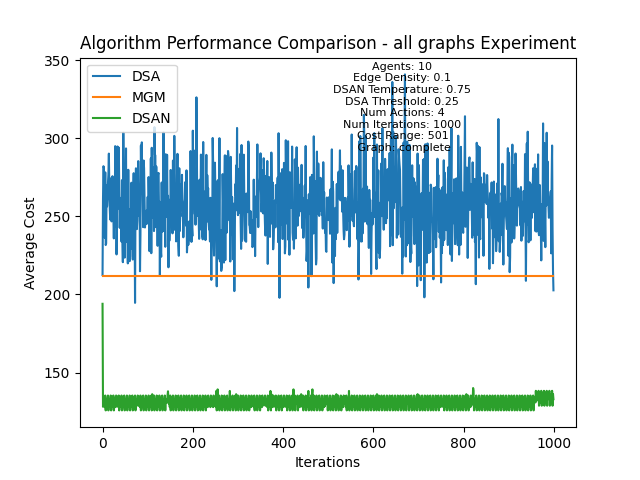 Algorithm Performance Comparison - all graphs Experiment
350
300
250
200
150
Average Cost
DSA
MGM
DSAN
Agents: 10
Edge Density: 0.1
DSAN Temperature: 0.75
DSA Threshold: 0.25
Num Actions: 4
Num Iterations: 1000
Cost Range: 501
Graph: complete
0
200
400
600
800
1000
Iterations